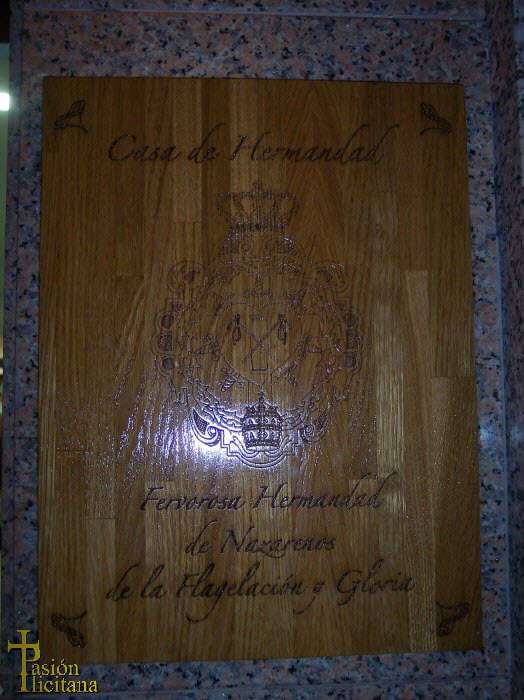 Casa de Hermandad
Fervorosa Hermandad
de Nazarenos
de la Flagelación y Gloria
Pasión
Ilicitana